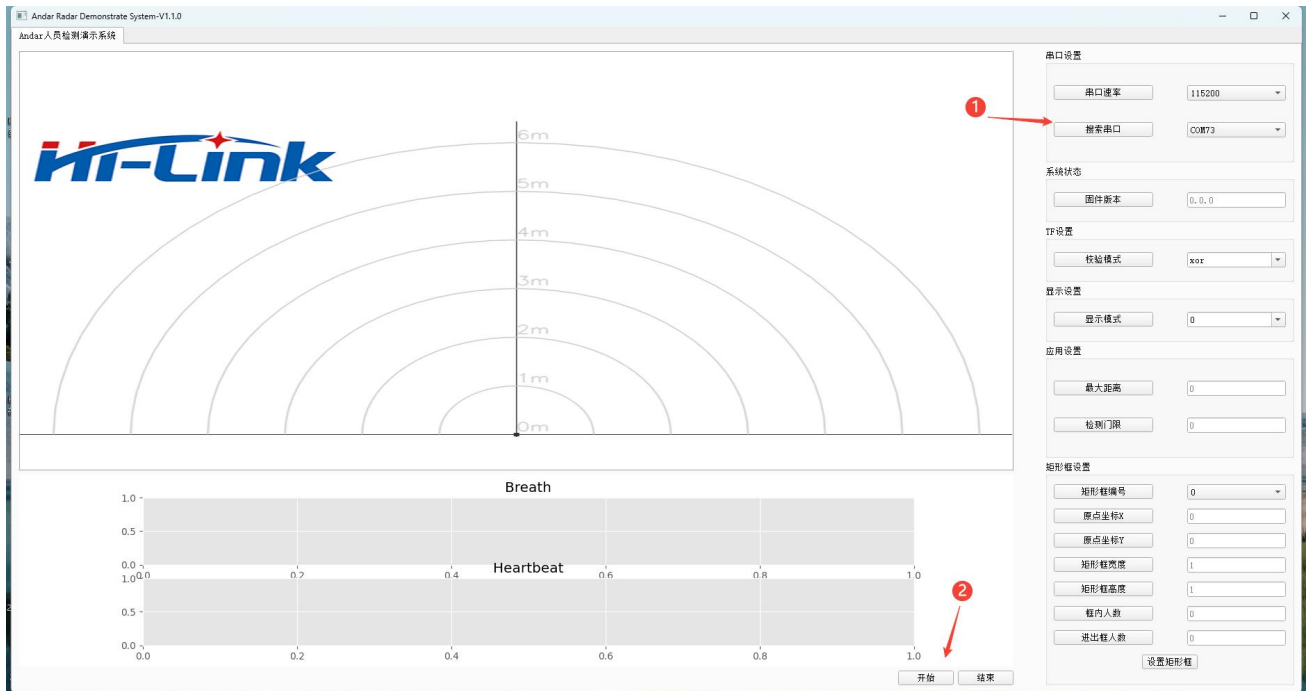 Andar Radar Demonstrate System-V1.1.0
Andar人员检测演示系统
Hi-Link
6m
5m
4m
3m
2m
1m
0m
Breath
1.0
0.5
0.0
0.0 0.2 0.4 0.6 0.8 1.0
Heartbeat
1.0
0.5
0.0
0.0 0.2 0.4 0.6 0.8 1.0
2
开始 结束
串口设置
串口速率 115200
1
搜索串口 COM73
系统状态
固件版本 0.0.0
TF设置
校验模式 xor
显示设置
显示模式 0
应用设置
最大距离 0
检测门限 0
矩形框设置
矩形框编号 0
原点坐标X 0
原点坐标Y 0
矩形框宽度 1
矩形框高度 1
框内人数 0
进出框人数 0
设置矩形框